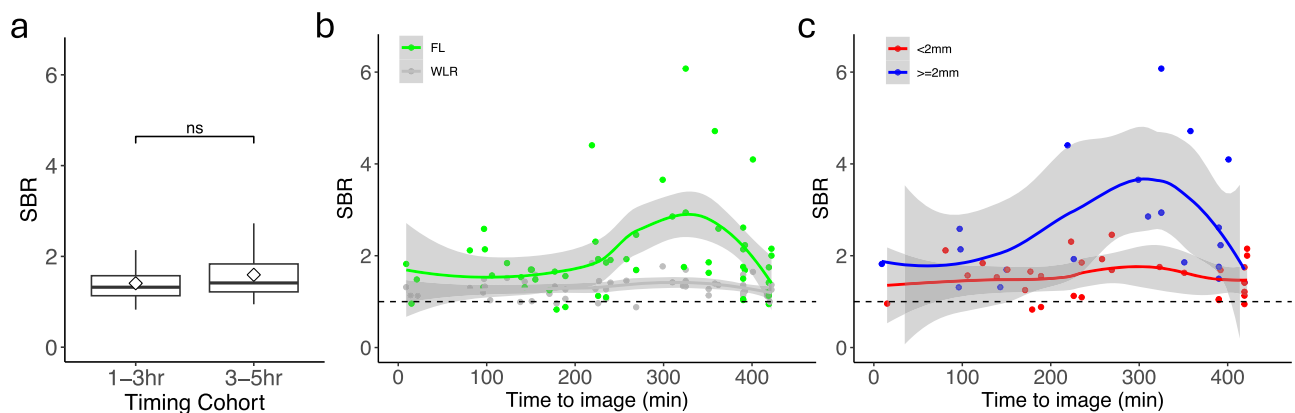 a
SBR
6
4
2
0
ns
1–3hr
3–5hr
Timing Cohort
b
SBR
6
4
2
0
FL
WLR
0
100
200
300
400
Time to image (min)
c
SBR
6
4
2
0
<2mm
>=2mm
0
100
200
300
400
Time to image (min)